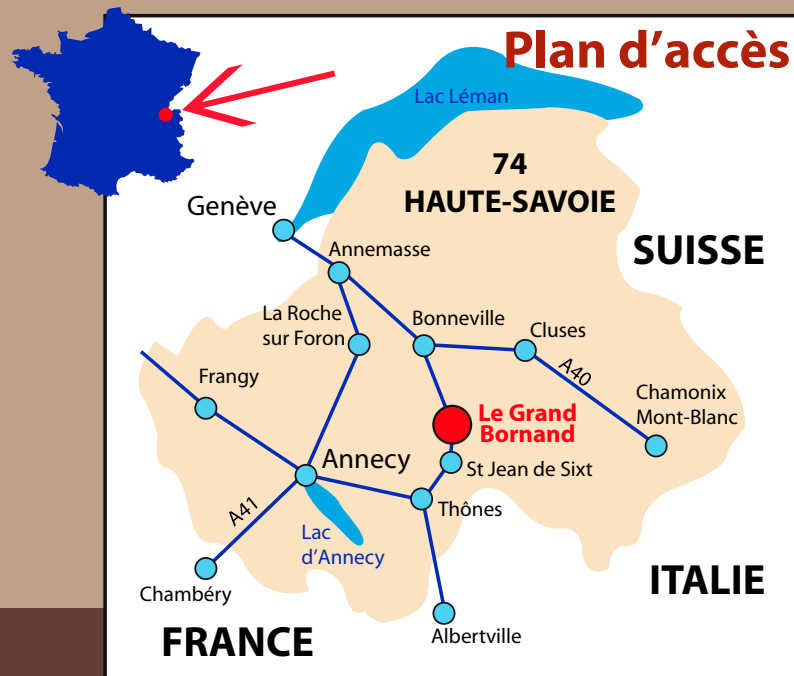 Plan d’accès
Lac Léman
74
HAUTE-SAVOIE
Genève
SUISSE
Annemasse
La Roche
sur Foron
Bonneville
Cluses
A40
Frangy
Chamonix
Mont-Blanc
Le Grand
Bornand
Annecy
St Jean de Sixt
A41
Thônes
Lac
d’Annecy
Chambéry
ITALIE
FRANCE
Albertville